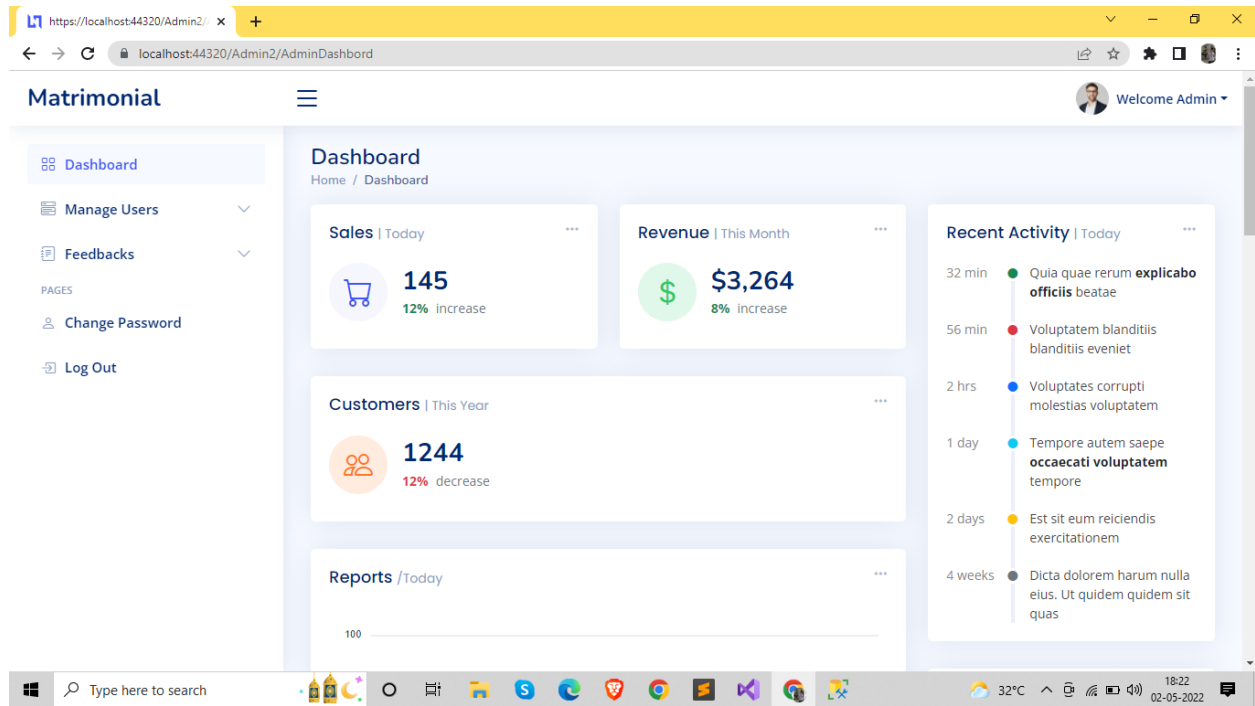 https://localhost:44320/Admin2/
localhost:44320/Admin2/AdminDashbord
Matrimonial
Welcome Admin
Dashboard
Manage Users
Feedbacks
PAGES
Change Password
Log Out
Dashboard
Home / Dashboard
Sales | Today
145
12% increase
Revenue | This Month
$ $3,264
8% increase
Customers | This Year
1244
12% decrease
Reports /Today
100
Recent Activity | Today
32 min Quia quae rerum explicabo
officiis beatae
56 min Voluptatem blanditiis
blanditiis eveniet
2 hrs Voluptates corrupti
molestias voluptatem
1 day Tempore autem saepe
occaecati voluptatem
tempore
2 days Est sit eum reiciendis
exercitationem
4 weeks Dicta dolorem harum nulla
eius. Ut quidem quidem sit
quas
Type here to search
32°C
18:22
02-05-2022